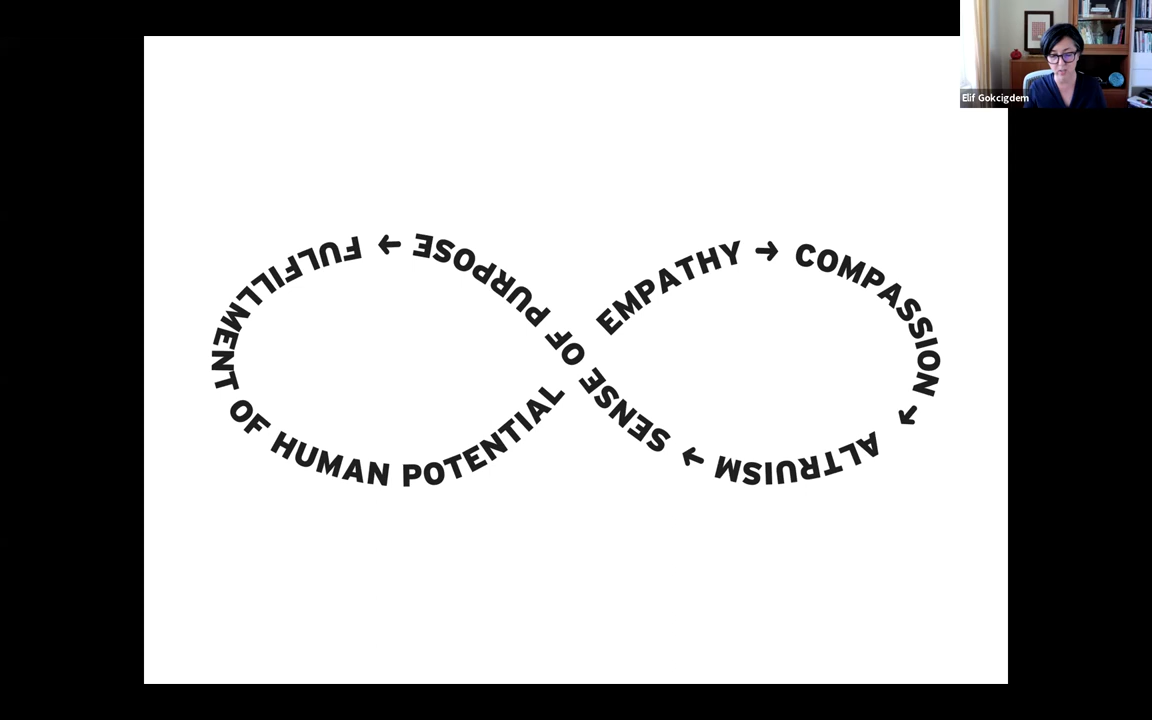 EMPATHY → COMPASSION → ALTRUISM → SENSE OF PURPOSE → FULFILLMENT OF HUMAN POTENTIAL
Elif Gokcigdem